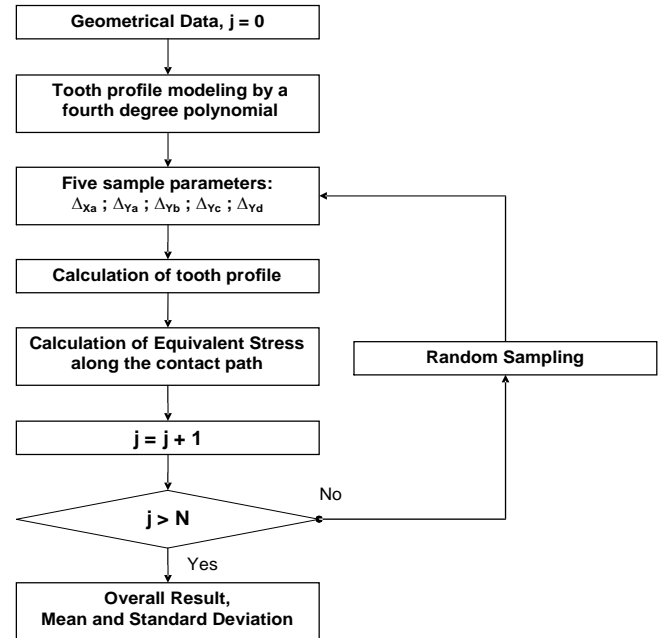 Geometrical Data, j = 0
Tooth profile modeling by a
fourth degree polynomial
Five sample parameters:
ΔXa ; ΔYa ; ΔYb ; ΔYc ; ΔYd
Calculation of tooth profile
Calculation of Equivalent Stress
along the contact path
Random Sampling
j = j + 1
j > N
No
Yes
Overall Result,
Mean and Standard Deviation